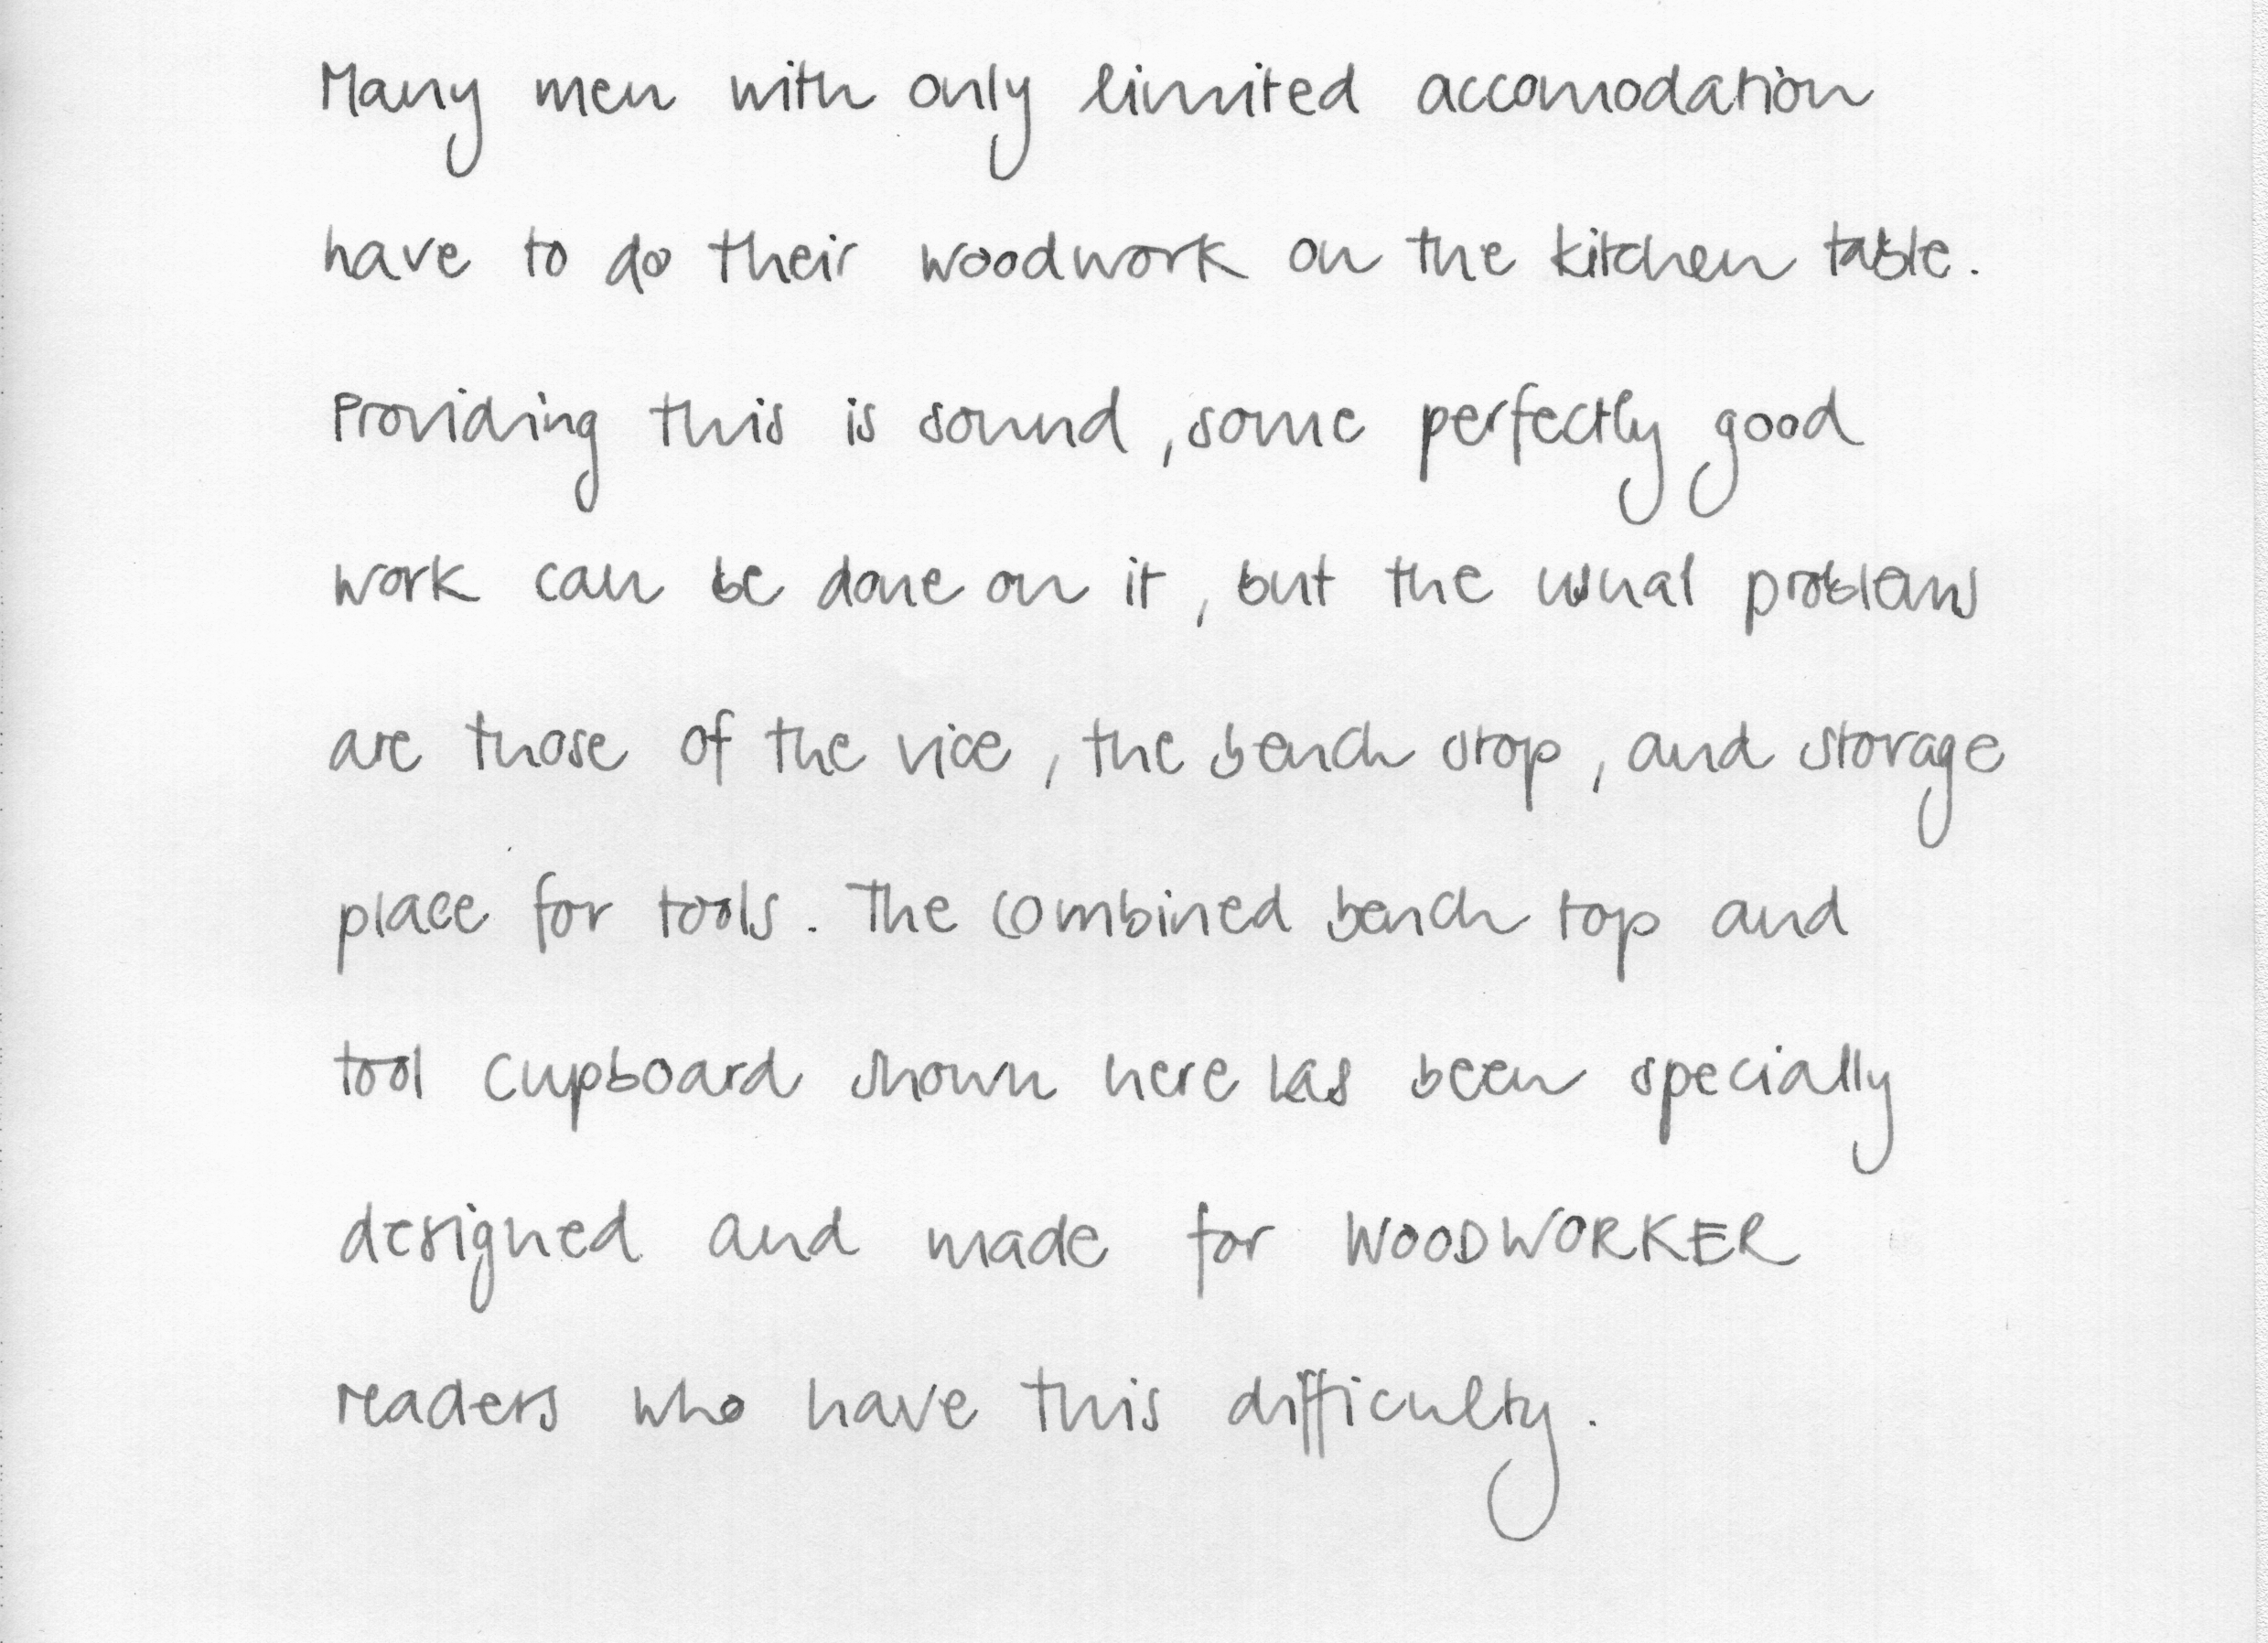 Many men with only limited accomodation
have to do their woodwork on the kitchen table.
Providing this is sound, some perfectly good
work can be done on it, but the usual problems
are those of the vice, the bench stop, and storage
place for tools. The combined bench top and
tool cupboard shown here has been specially
designed and made for WOODWORKER
readers who have this difficulty.